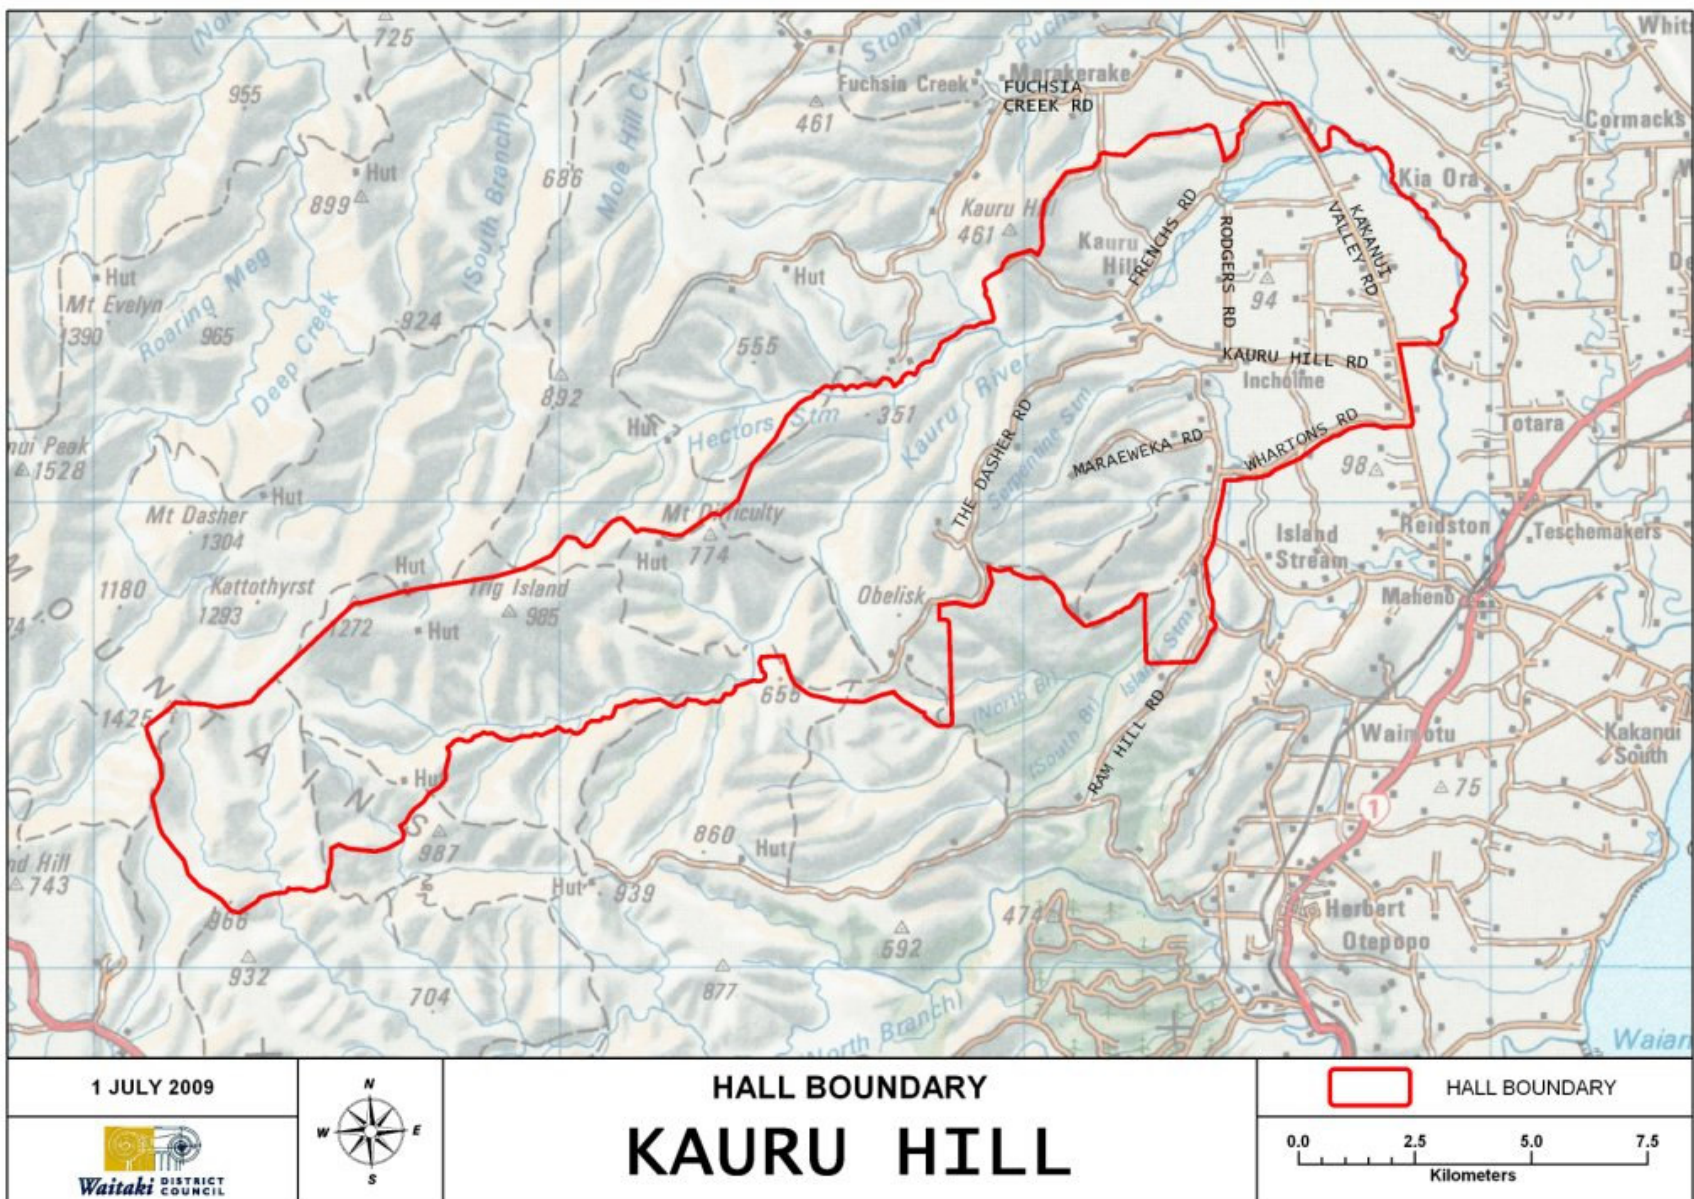 725
Stony
Fuchsia Creek
Marakerake
FUCHSIA
CREEK RD
955
461
Cormacks
Hut
899
686
Mole Hill Ck
(South Branch)
Kia Ora
Kauru Hill
461
Kauru
Hill
FRENCHS RD
RODGERS RD
KAKANUI
VALLEY RD
94
Hut
Mt Evelyn
1390
Roaring Meg
965
Deep Creek
924
Hut
555
892
KAURU HILL RD
Incholme
Hut
Hectors Stm
351
Kauru River
THE DASHER RD
Serpentine Stm
MARAEWEKA RD
WHARTONS RD
98
Totara
1528
Hut
Mt Dasher
1304
Mt Difficulty
774
Hut
Island
Stream
Reidston
Teschemakers
1180
Kattothyrst
1293
Hut
Trig Island
985
Obelisk
Maheno
1272
Hut
MOUNTAINS
1425
656
(North Br)
Island Stm
(South Br)
RAM HILL RD
Waimotu
Kakanui
South
Hut
75
1
987
860
Hut
743
Hut
939
966
474
Herbert
Otepopo
592
932
704
877
North Branch)
1 JULY 2009
Waitaki DISTRICT
COUNCIL
N
W E
S
HALL BOUNDARY
KAURU HILL
HALL BOUNDARY
0.0 2.5 5.0 7.5
Kilometers